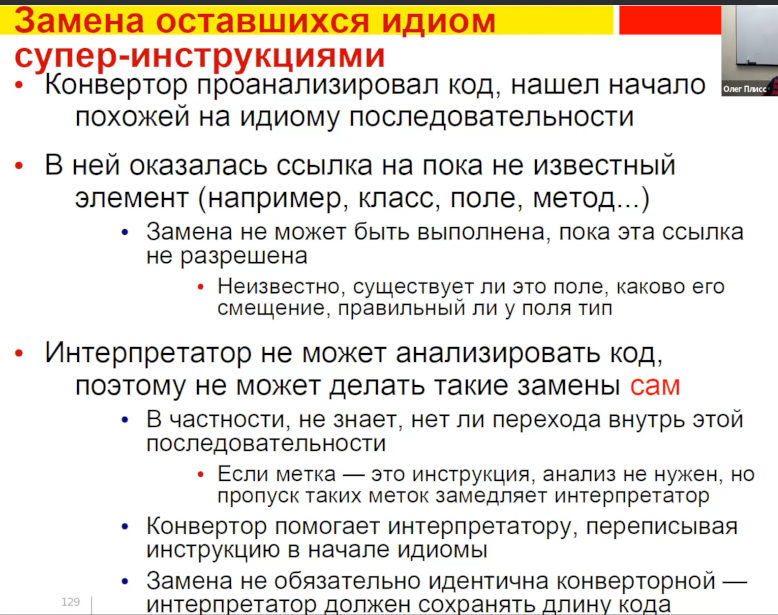 Замена оставшихся идиом
супер-инструкциями
• Конвертор проанализировал код, нашел начало
похожей на идиому последовательности
Олег Плисс
• В ней оказалась ссылка на пока не известный
элемент (например, класс, поле, метод...)
• Замена не может быть выполнена, пока эта ссылка
не разрешена
• Неизвестно, существует ли это поле, каково его
смещение, правильный ли у поля тип
• Интерпретатор не может анализировать код,
поэтому не может делать такие замены сам
• В частности, не знает, нет ли перехода внутрь этой
последовательности
• Если метка — это инструкция, анализ не нужен, но
пропуск таких меток замедляет интерпретатор
• Конвертор помогает интерпретатору, переписывая
инструкцию в начале идиомы
• Замена не обязательно идентична конверторной —
интерпретатор должен сохранять длину кода
129